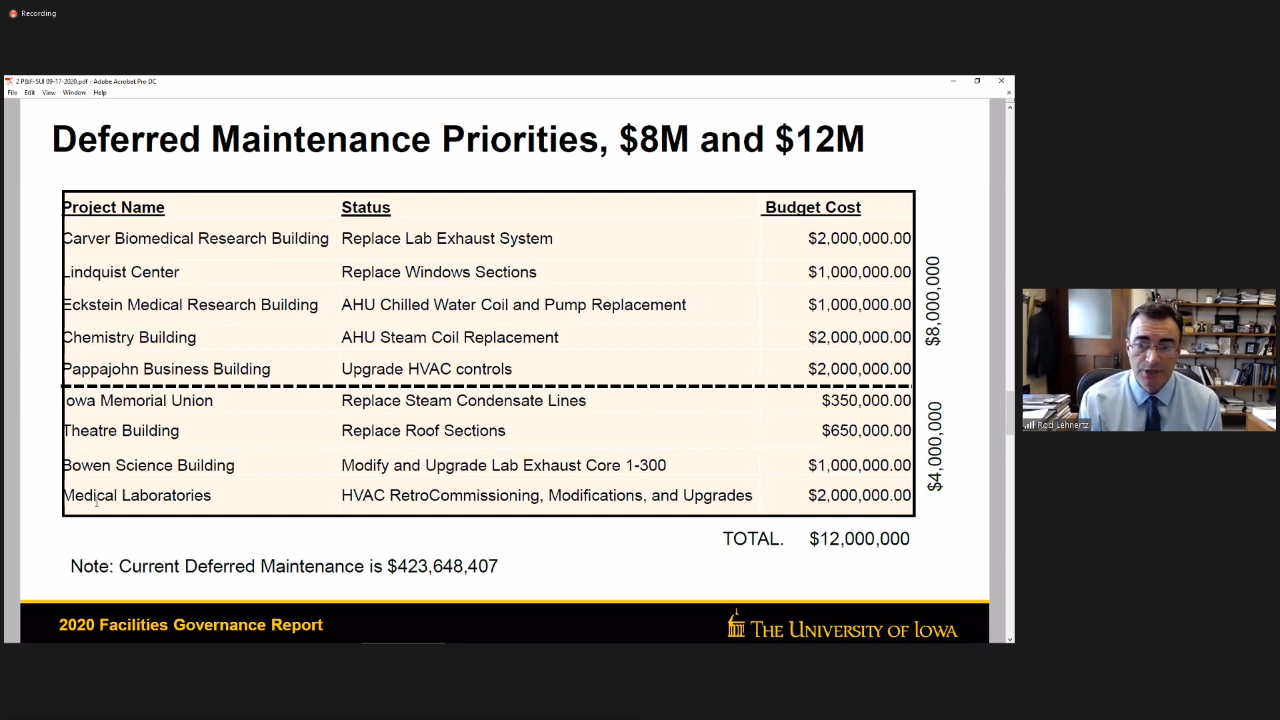 Recording
2 P&F-SUI 09-17-2020.pdf - Adobe Acrobat Pro DC
File Edit View Window Help
Deferred Maintenance Priorities, $8M and $12M
Project Name Status Budget Cost
Carver Biomedical Research Building Replace Lab Exhaust System $2,000,000.00
Lindquist Center Replace Windows Sections $1,000,000.00
Eckstein Medical Research Building AHU Chilled Water Coil and Pump Replacement $1,000,000.00
Chemistry Building AHU Steam Coil Replacement $2,000,000.00
Pappajohn Business Building Upgrade HVAC controls $2,000,000.00
$8,000,000
Iowa Memorial Union Replace Steam Condensate Lines $350,000.00
Theatre Building Replace Roof Sections $650,000.00
Bowen Science Building Modify and Upgrade Lab Exhaust Core 1-300 $1,000,000.00
Medical Laboratories HVAC RetroCommissioning, Modifications, and Upgrades $2,000,000.00
$4,000,000
TOTAL. $12,000,000
Note: Current Deferred Maintenance is $423,648,407
2020 Facilities Governance Report
THE UNIVERSITY OF IOWA
Rod Lehnertz